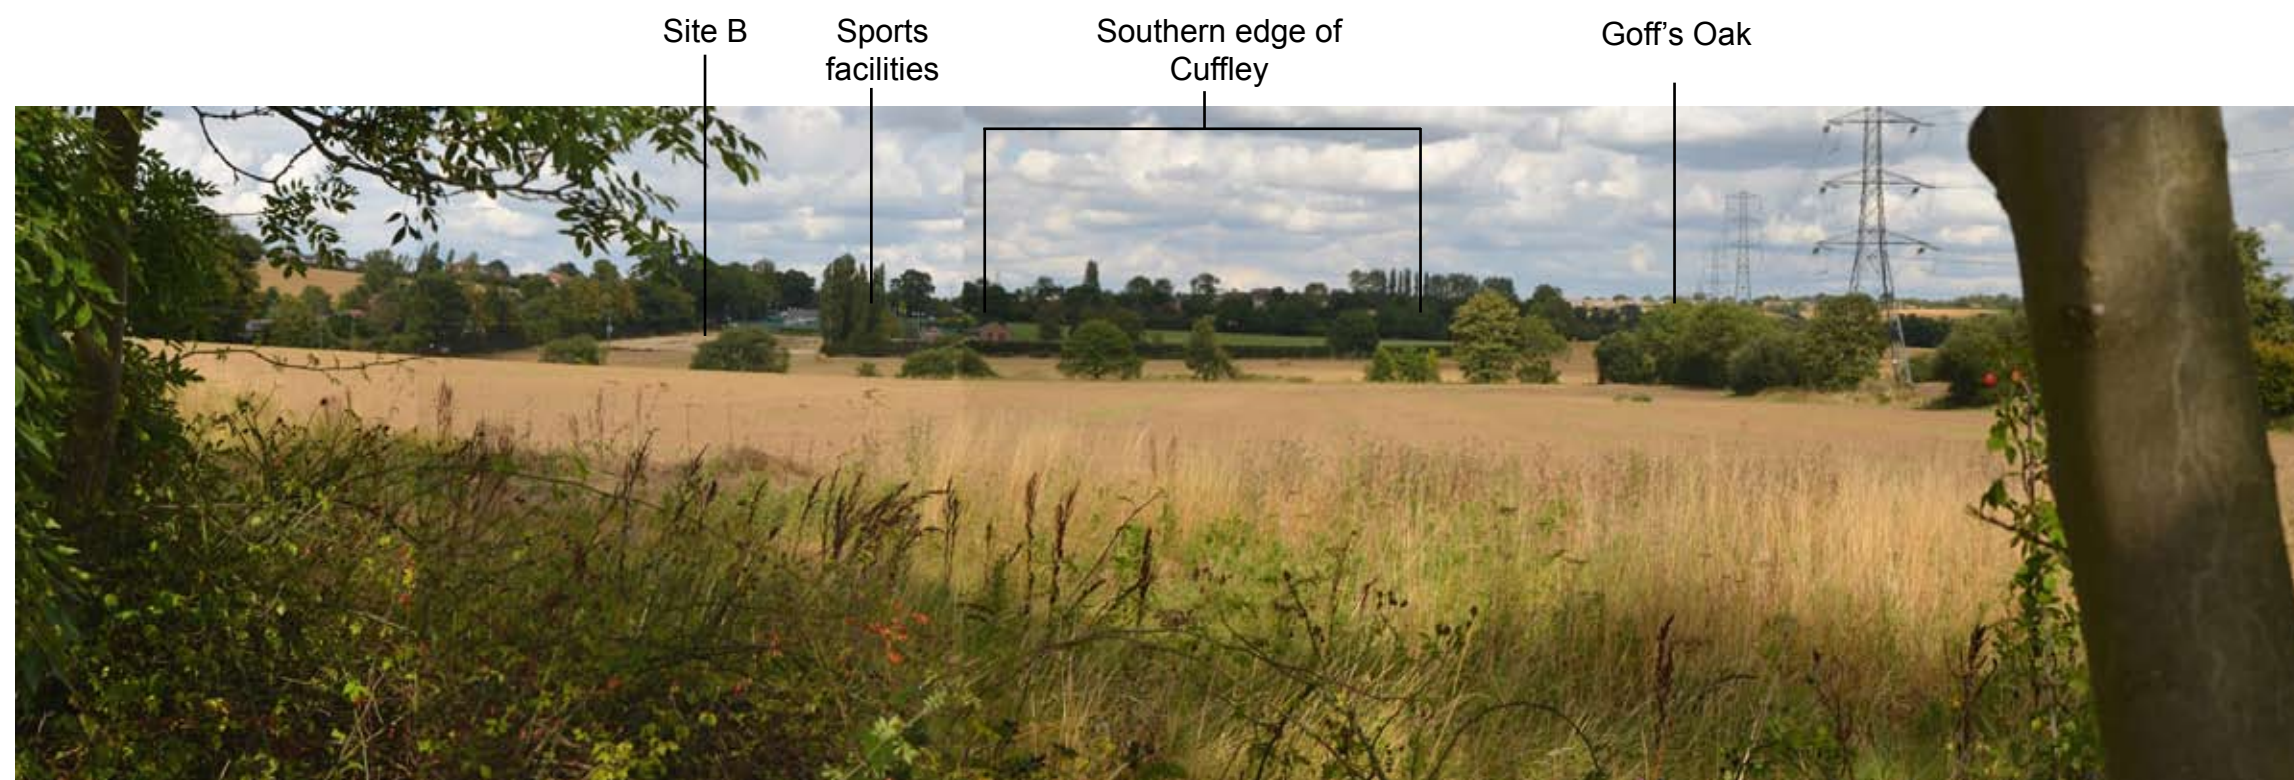 Site B
Sports
facilities
Southern edge of
Cuffley
Goff's Oak